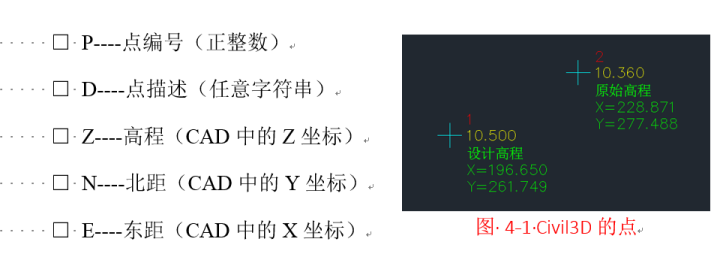 □ P----点编号（正整数）
□ D----点描述（任意字符串）
□ Z----高程（CAD 中的 Z 坐标）
□ N----北距（CAD 中的 Y 坐标）
□ E----东距（CAD 中的 X 坐标）
2
10.360
原始高程
X=228.871
Y=277.488
1
10.500
设计高程
X=196.650
Y=261.749
图·4-1·Civil3D 的点